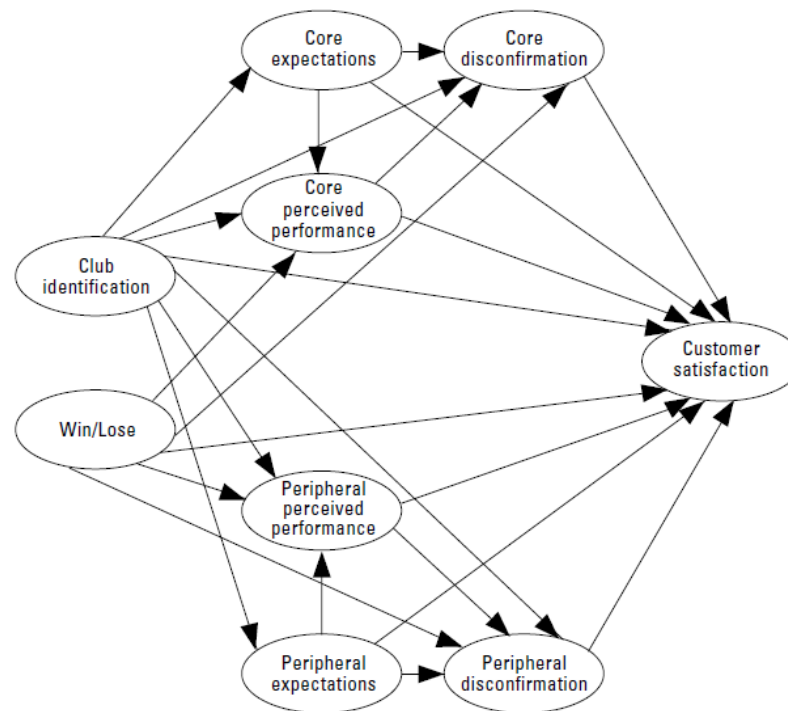 Core
expectations
Core
disconfirmation
Core
perceived
performance
Club
identification
Customer
satisfaction
Win/Lose
Peripheral
perceived
performance
Peripheral
expectations
Peripheral
disconfirmation